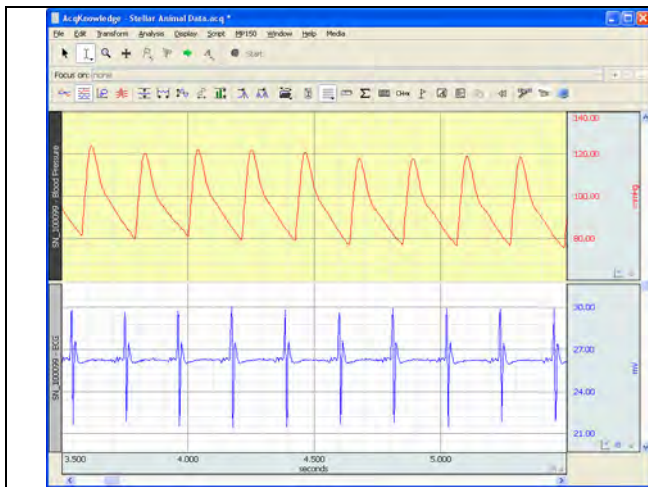 AcqKnowledge - Stellar Animal Data.acq *
File Edit Transform Analysis Display Script MP150 Window Help Media
Start
Focus on: none
SN_100099 - Blood Pressure
140.00
120.00
100.00
80.00
mmHg
SN_100099 - ECG
30.00
27.00
24.00
21.00
mV
3.500 4.000 4.500 5.000
seconds